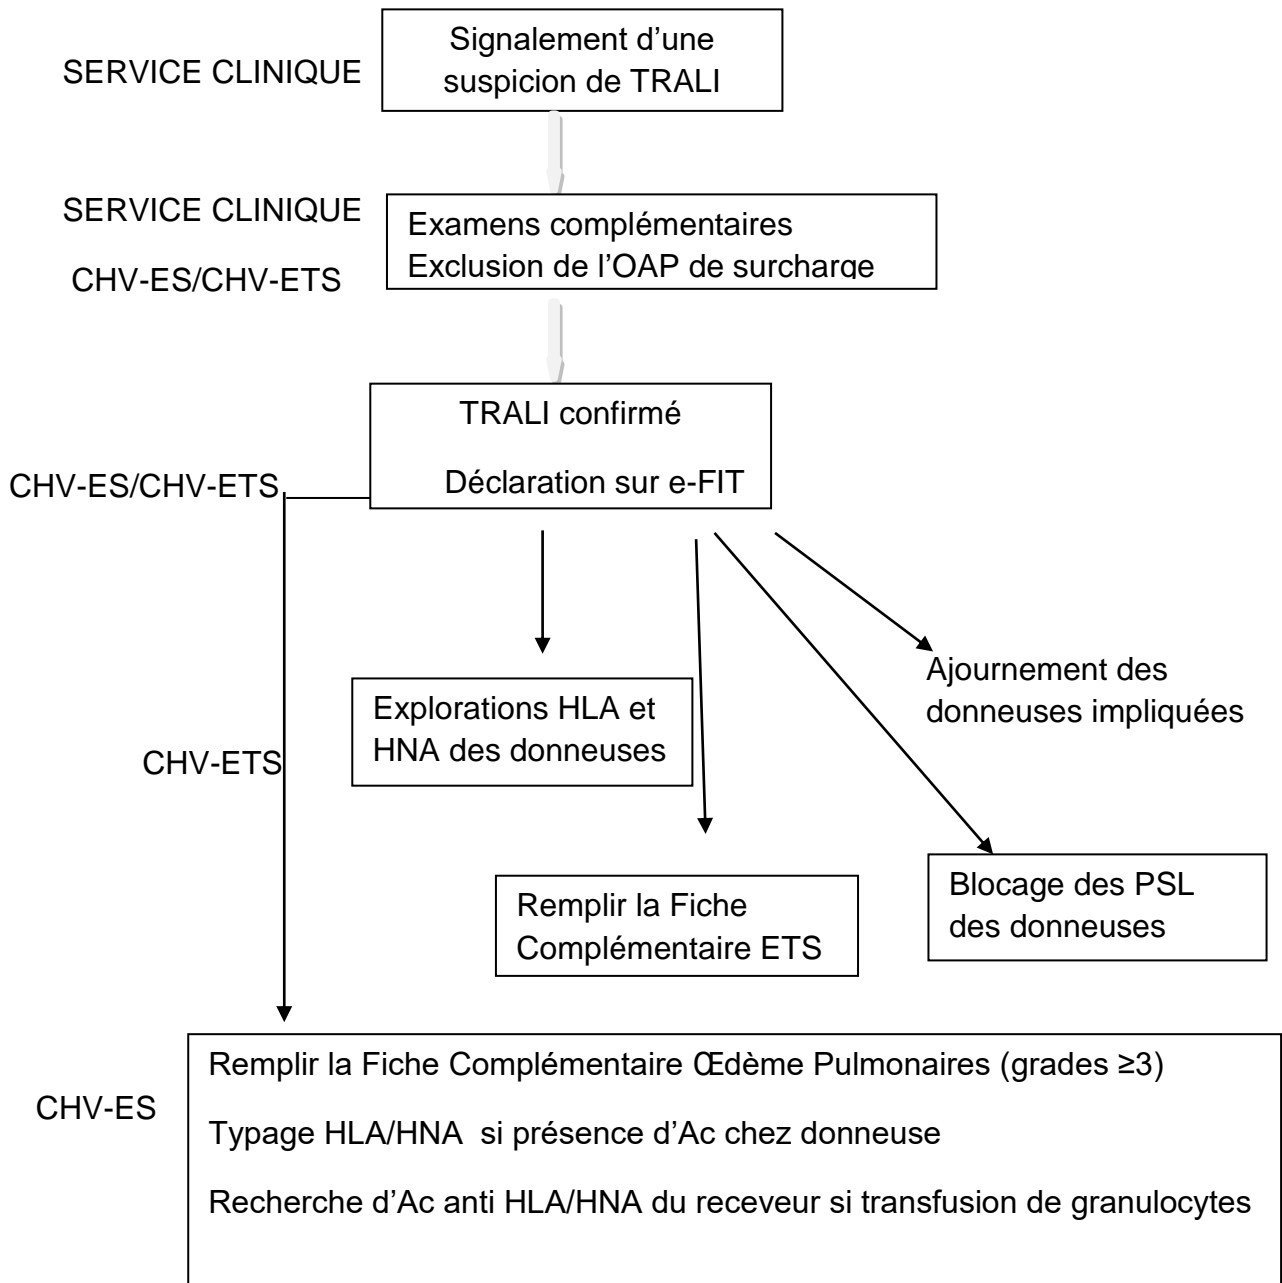 Signalement d’une
suspicion de TRALI
SERVICE CLINIQUE
SERVICE CLINIQUE
CHV-ES/CHV-ETS
Examens complémentaires
Exclusion de l’OAP de surcharge
TRALI confirmé
Déclaration sur e-FIT
CHV-ES/CHV-ETS
Ajournement des
donneuses impliquées
Explorations HLA et
HNA des donneuses
CHV-ETS
Remplir la Fiche
Complémentaire ETS
Blocage des PSL
des donneuses
CHV-ES
Remplir la Fiche Complémentaire Œdème Pulmonaires (grades ≥3)
Typage HLA/HNA si présence d’Ac chez donneuse
Recherche d’Ac anti HLA/HNA du receveur si transfusion de granulocytes